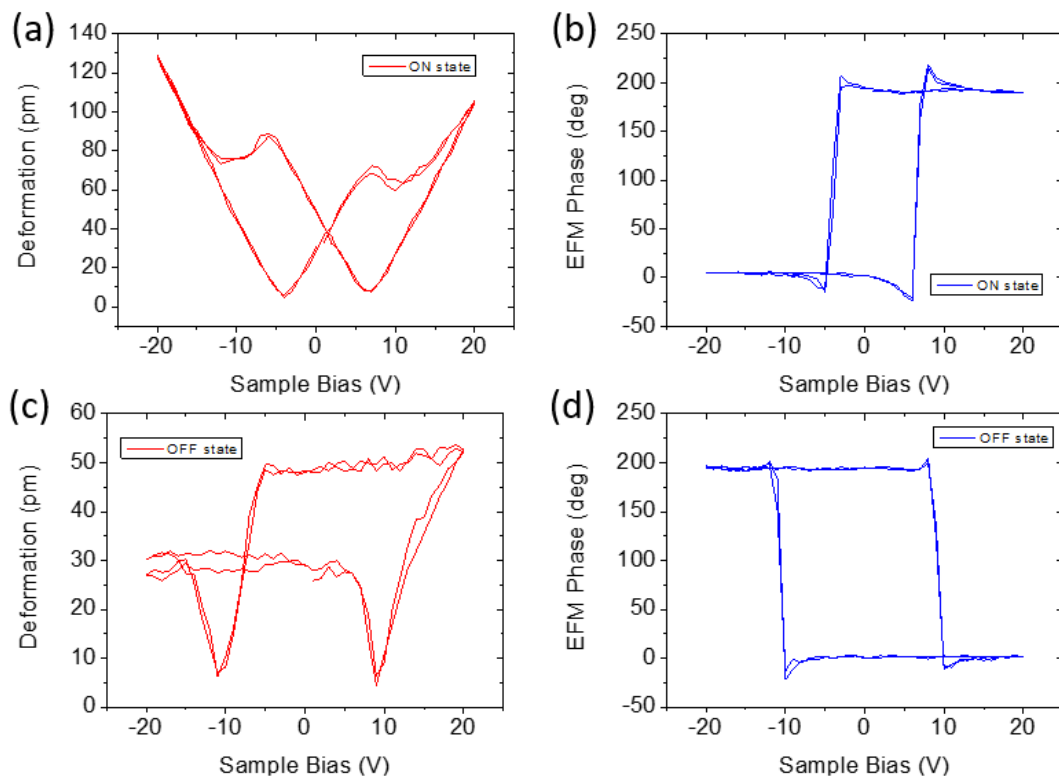 (a)
Deformation (pm)
140
120
100
80
60
40
20
0
ON state
-20 -10 0 10 20
Sample Bias (V)
(b)
EFM Phase (deg)
250
200
150
100
50
0
-50
ON state
-20 -10 0 10 20
Sample Bias (V)
(c)
Deformation (pm)
60
50
40
30
20
10
0
OFF state
-20 -10 0 10 20
Sample Bias (V)
(d)
EFM Phase (deg)
250
200
150
100
50
0
-50
OFF state
-20 -10 0 10 20
Sample Bias (V)